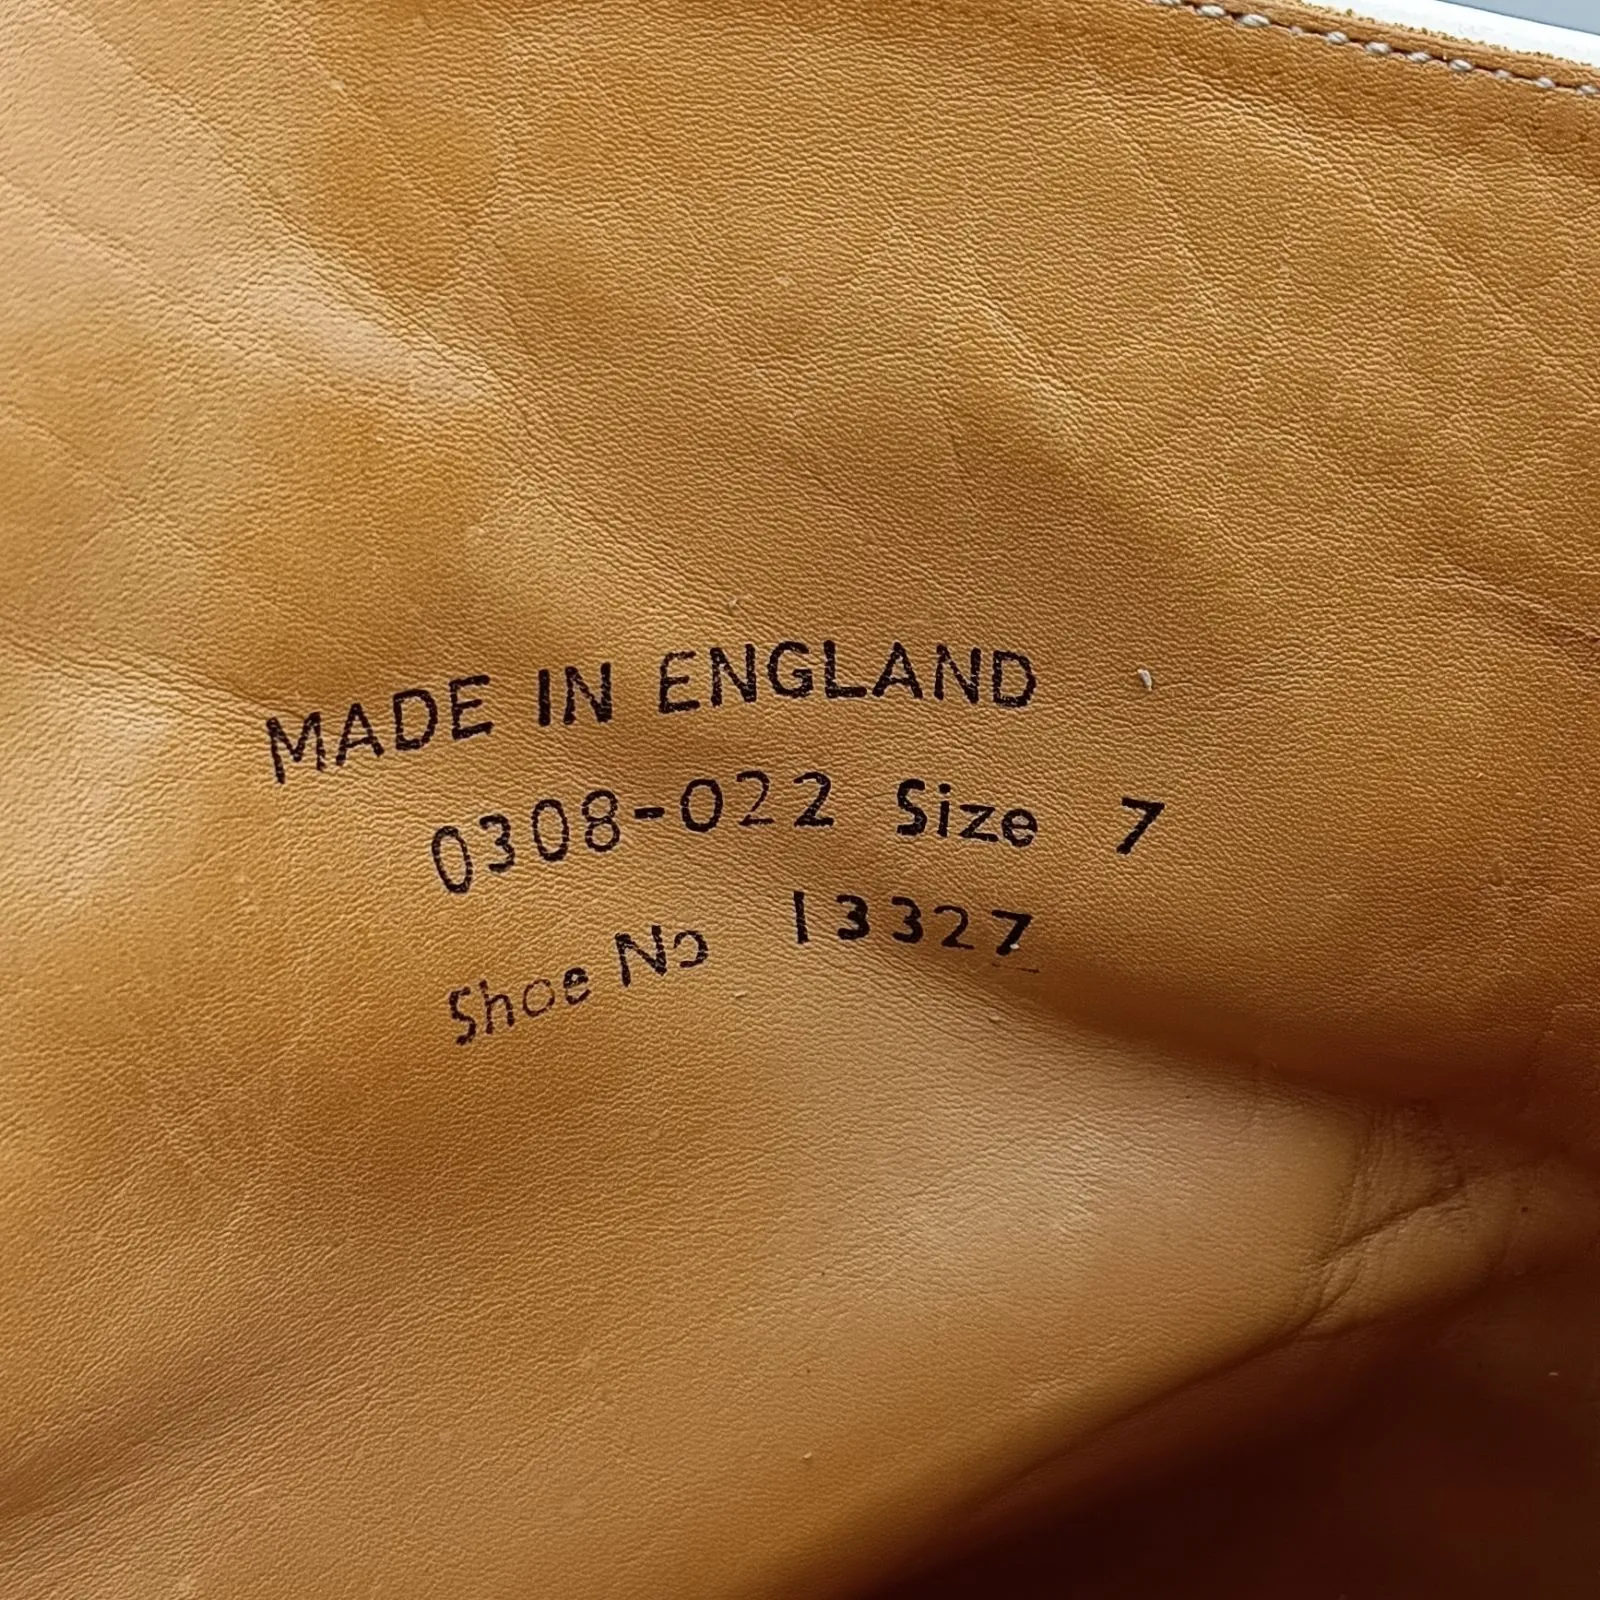 MADE IN ENGLAND
0308-022 Size 7
Shoe No 13327